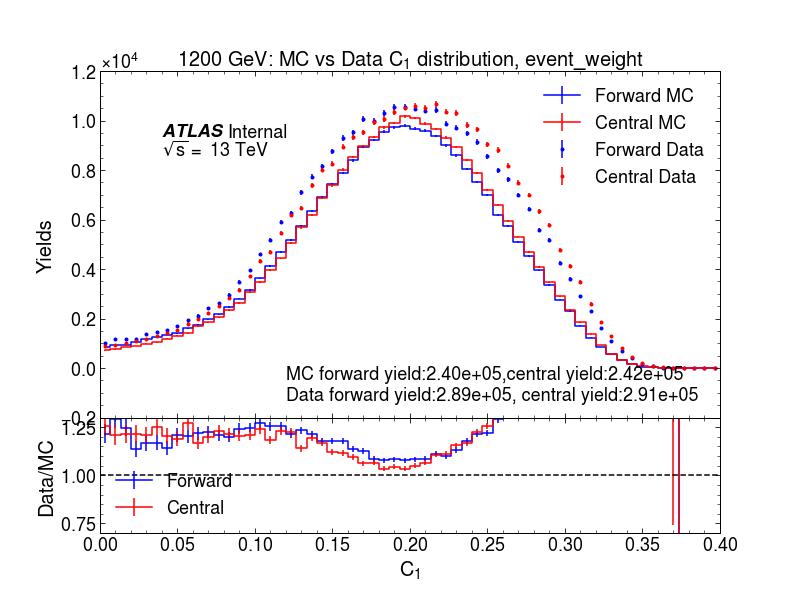 1200 GeV: MC vs Data C₁ distribution, event_weight
×10⁴
1.2
1.0
0.8
0.6
0.4
0.2
0.0
Yields
ATLAS Internal
√s = 13 TeV
Forward MC
Central MC
Forward Data
Central Data
MC forward yield:2.40e+05,central yield:2.42e+05
Data forward yield:2.89e+05, central yield:2.91e+05
1.25
1.00
0.75
Data/MC
Forward
Central
0.00 0.05 0.10 0.15 0.20 0.25 0.30 0.35 0.40
C₁